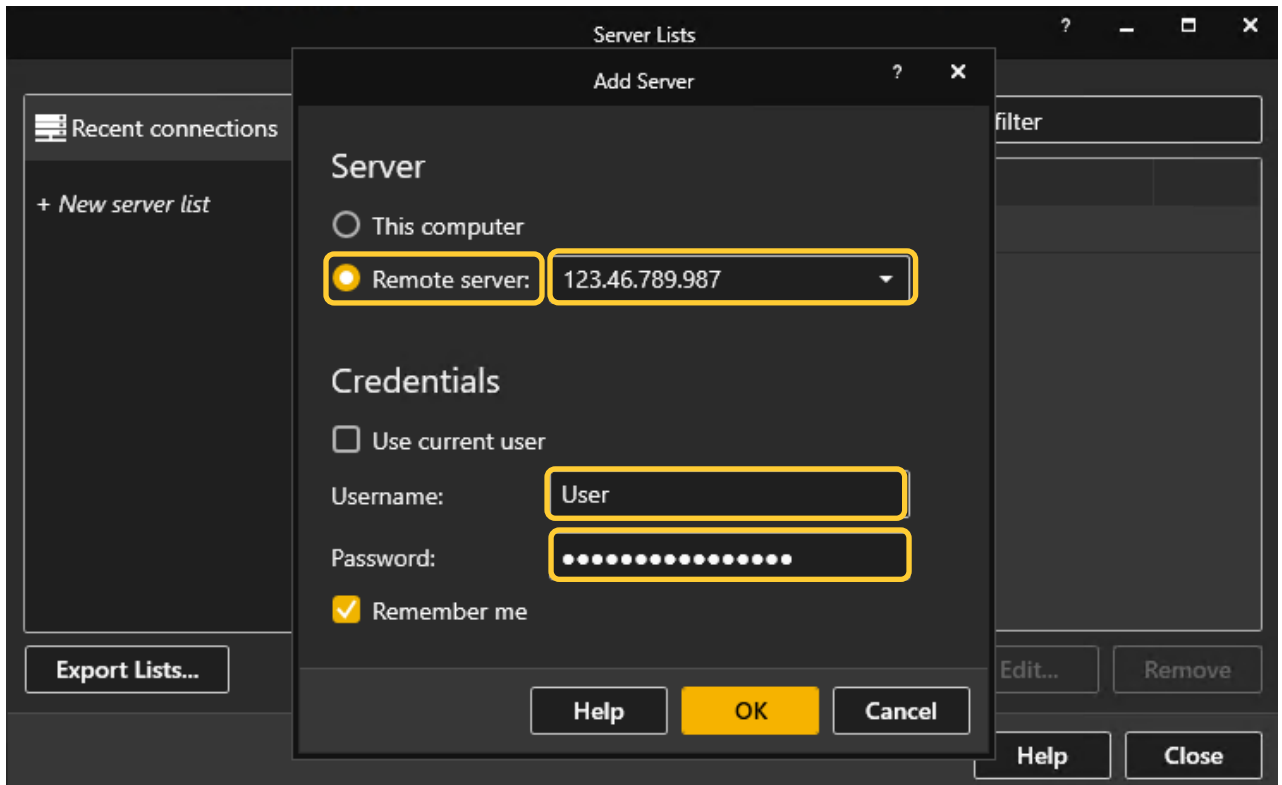 Server Lists
?
Add Server
?
Recent connections
filter
+ New server list
Server
This computer
Remote server:
123.46.789.987
Credentials
Use current user
Username:
User
Password:
••••••••••••••••
Remember me
Export Lists...
Edit...
Remove
Help
OK
Cancel
Help
Close